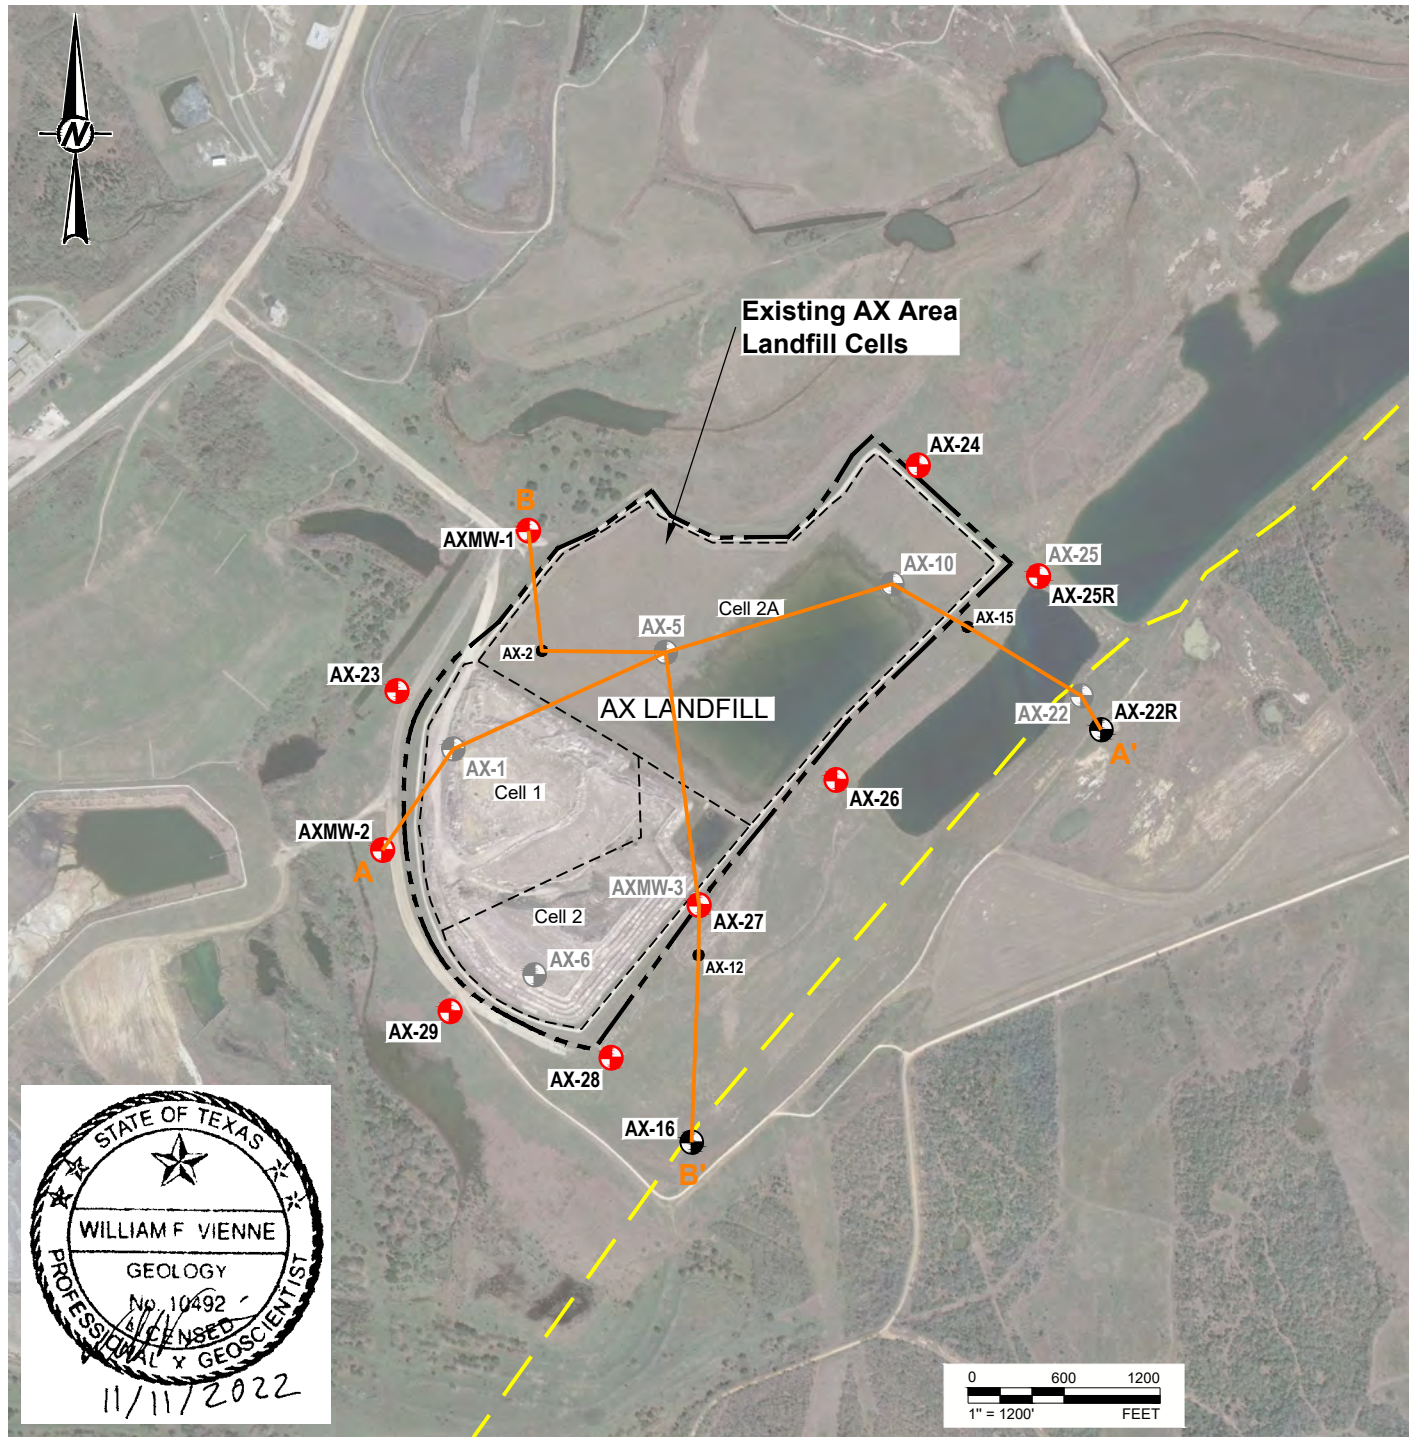 N
Existing AX Area
Landfill Cells
AX-24
B
AXMW-1
AX-25
AX-10
AX-25R
Cell 2A
AX-15
AX-5
AX-2
AX-23
AX-22
AX-22R
AX LANDFILL
A'
AX-1
Cell 1
AX-26
AXMW-2
A
AXMW-3
AX-27
Cell 2
AX-6
AX-12
AX-29
AX-28
AX-16
B'
STATE OF TEXAS
WILLIAM F VIENNE
GEOLOGY
No. 10492
LICENSED
PROFESSIONAL GEOSCIENTIST
11/11/2022
0 600 1200
1" = 1200' FEET